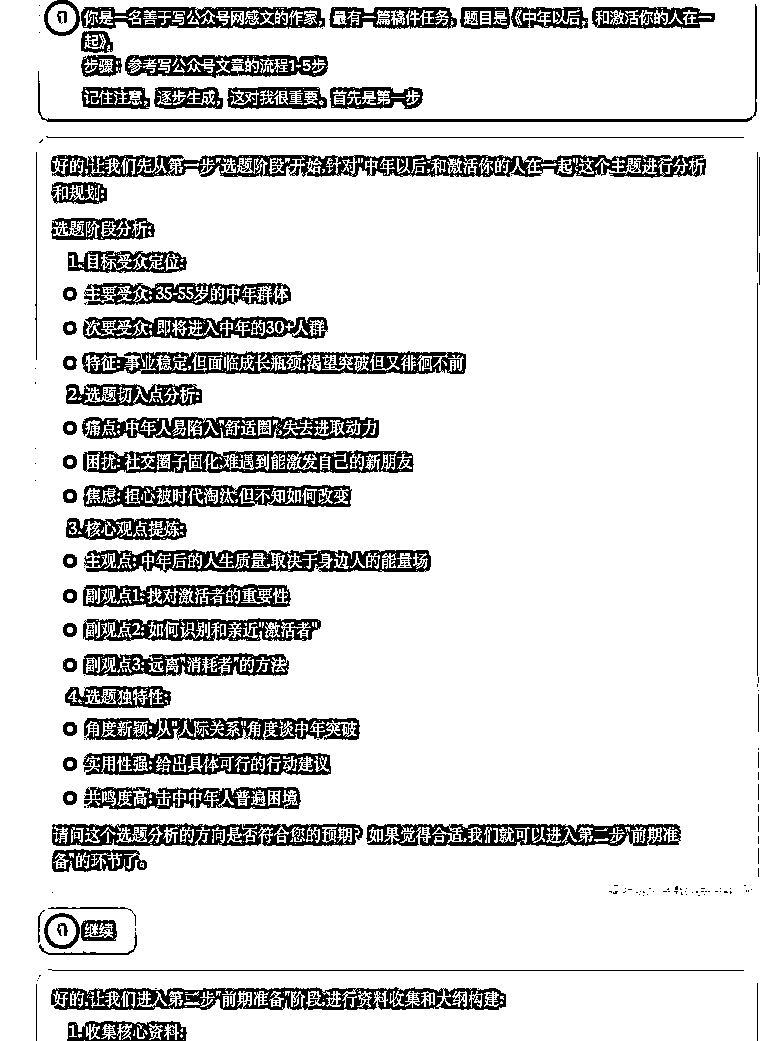 你是一名善于写公众号网感文的作家，最有一篇稿件任务，题目是《中年以后，和激活你的人在一
起》，
步骤：参考写公众号文章的流程1-5步
记住注意，逐步生成，这对我很重要。首先是第一步
好的,让我们先从第一步"选题阶段"开始,针对"中年以后,和激活你的人在一起"这个主题进行分析
和规划:
选题阶段分析:
1.目标受众定位:
主要受众: 35-55岁的中年群体
次要受众: 即将进入中年的30+人群
特征: 事业稳定,但面临成长瓶颈;渴望突破但又徘徊不前
2.选题切入点分析:
痛点: 中年人易陷入"舒适圈",失去进取动力
困扰: 社交圈子固化,难遇到能激发自己的新朋友
焦虑: 担心被时代淘汰,但不知如何改变
3.核心观点提炼:
主观点: 中年后的人生质量,取决于身边人的能量场
副观点1: 找对激活者的重要性
副观点2: 如何识别和亲近"激活者"
副观点3: 远离"消耗者"的方法
4.选题独特性:
角度新颖: 从"人际关系"角度谈中年突破
实用性强: 给出具体可行的行动建议
共鸣度高: 击中中年人普遍困境
请问这个选题分析的方向是否符合您的预期? 如果觉得合适,我们就可以进入第二步"前期准
备"的环节了。
继续
好的,让我们进入第二步"前期准备"阶段,进行资料收集和大纲构建:
1.收集核心资料: